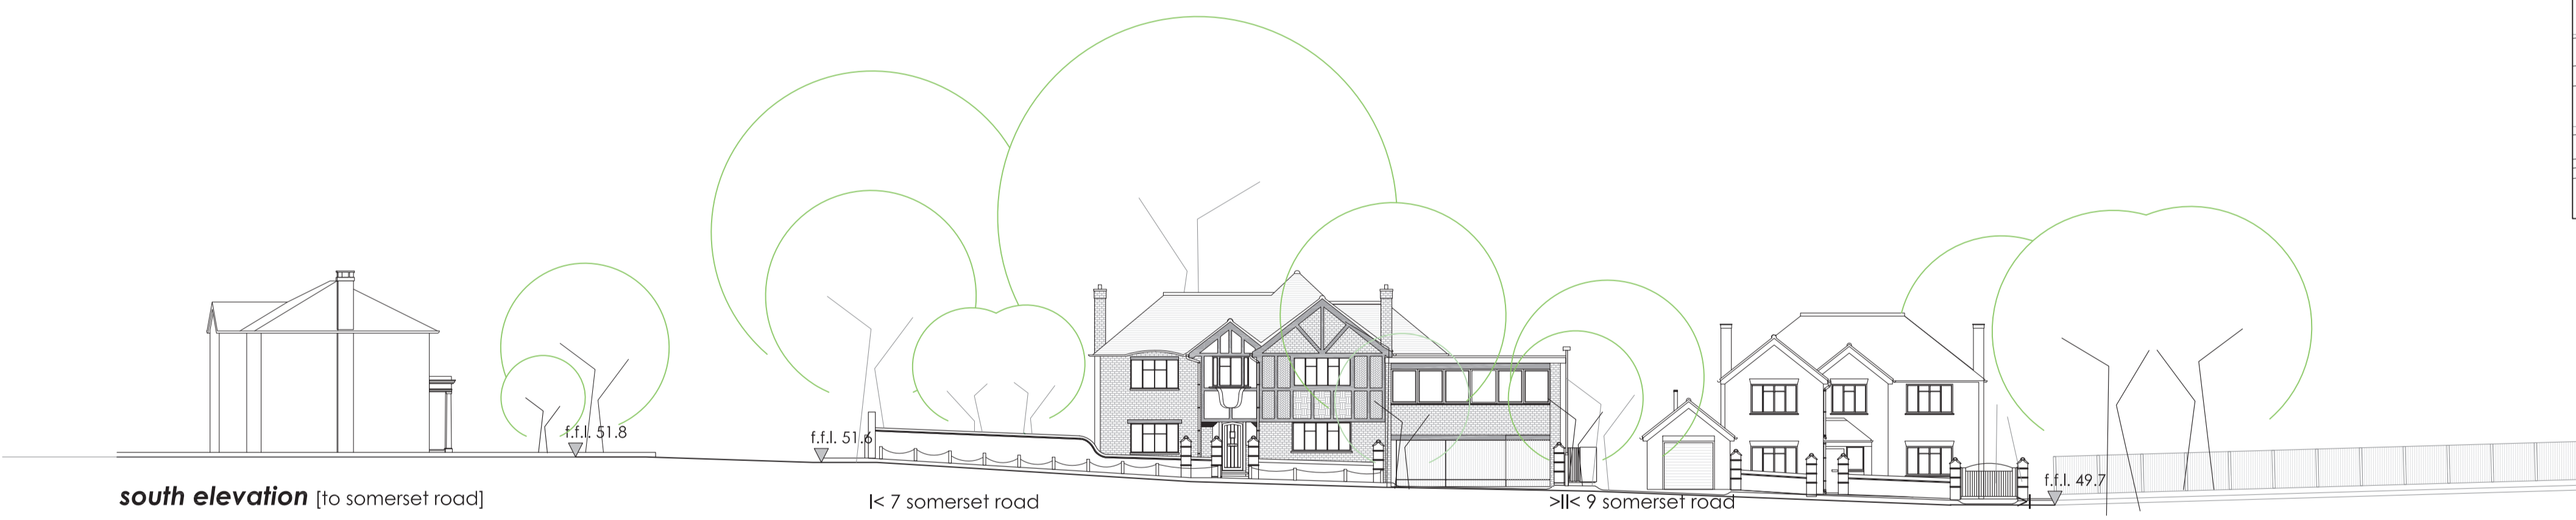 f.f.l. 51.8
f.f.l. 51.6
f.f.l. 49.7
south elevation [to somerset road]
|< 7 somerset road
>||< 9 somerset road
>|